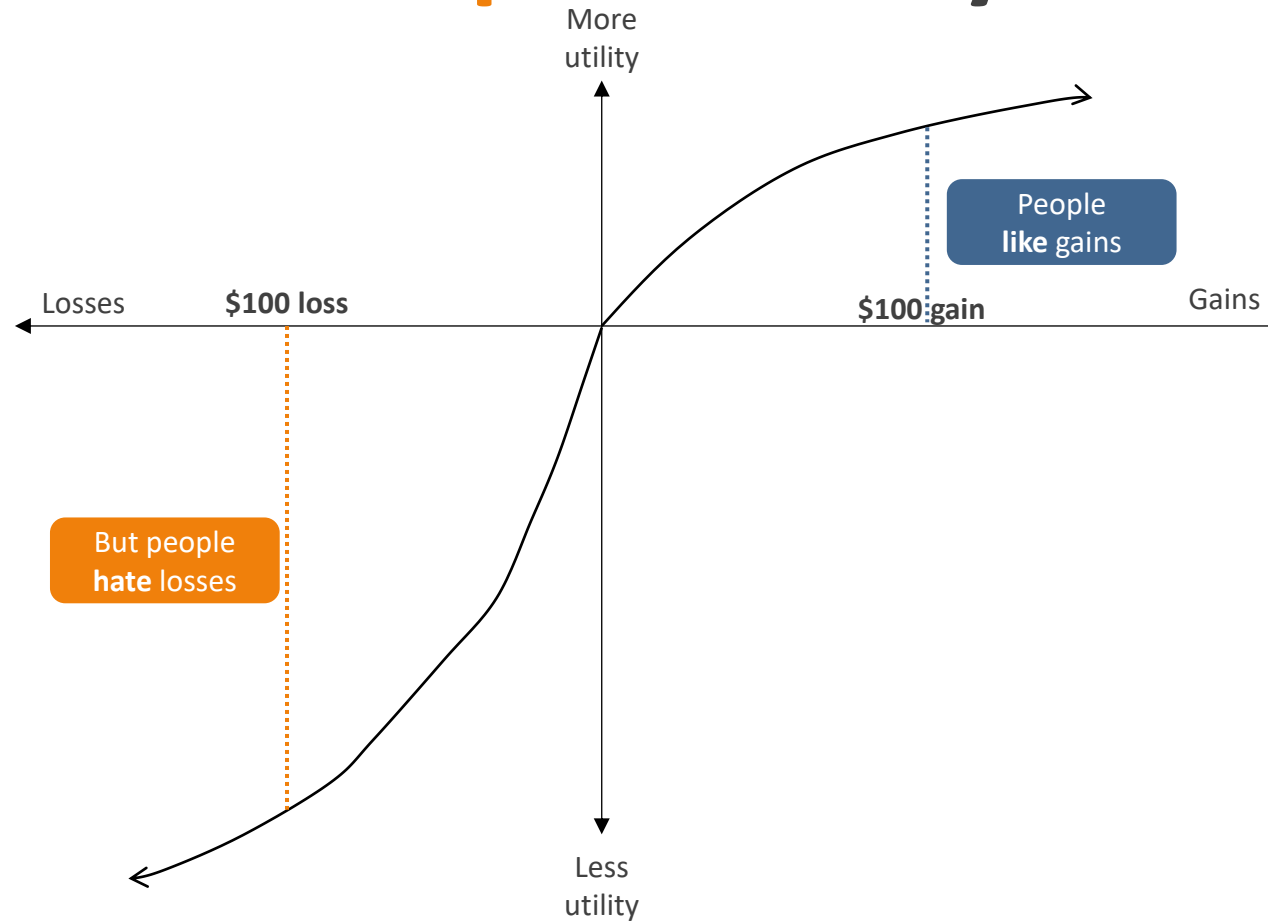 More
utility
People
like gains
Losses
$100 loss
$100 gain
Gains
But people
hate losses
Less
utility